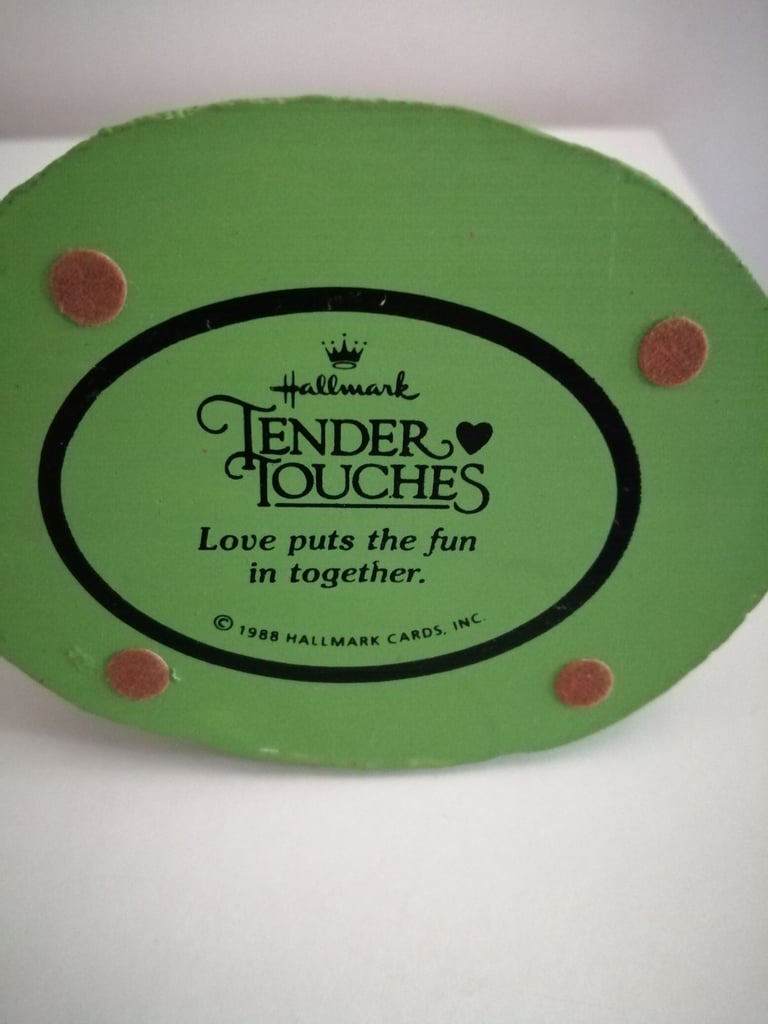 Hallmark
TENDER
TOUCHES
Love puts the fun
in together.
© 1988 HALLMARK CARDS, INC.